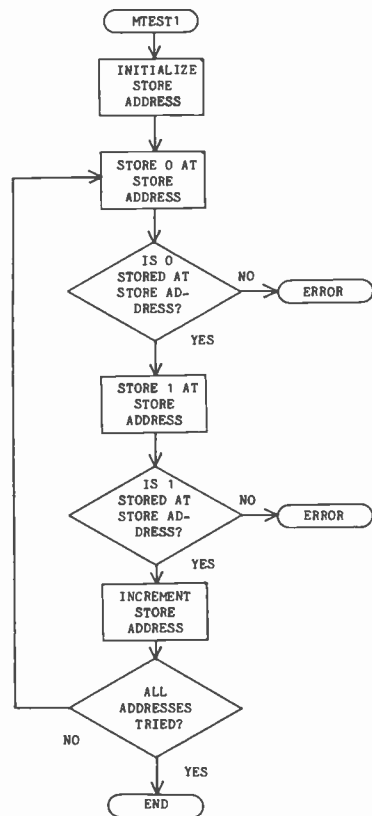 MTEST1
INITIALIZE
STORE
ADDRESS
STORE 0 AT
STORE
ADDRESS
IS 0
STORED AT
STORE AD-
DRESS?
NO
ERROR
YES
STORE 1 AT
STORE
ADDRESS
IS 1
STORED AT
STORE AD-
DRESS?
NO
ERROR
YES
INCREMENT
STORE
ADDRESS
ALL
ADDRESSES
TRIED?
NO
YES
END